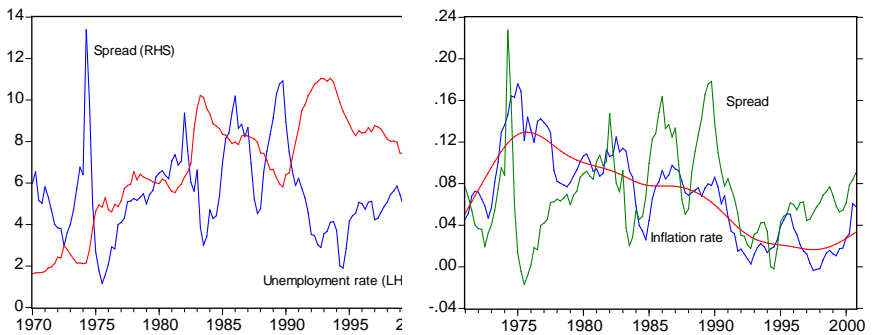 14
12
10
8
6
4
2
0
1970 1975 1980 1985 1990 1995 2
Spread (RHS)
Unemployment rate (LH
.24
.20
.16
.12
.08
.04
.00
-.04
1975 1980 1985 1990 1995 2000
Spread
Inflation rate